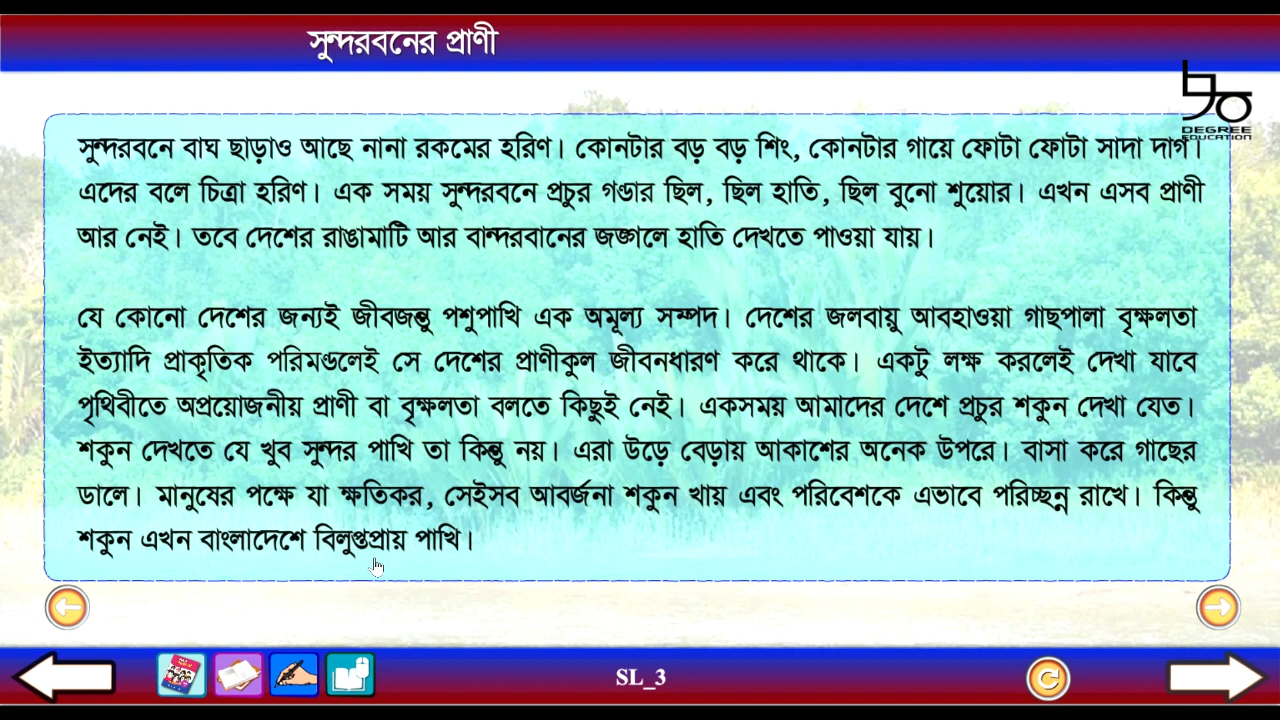 সুন্দরবনের প্রাণী
DEGREE
EDUCATION
সুন্দরবনে বাঘ ছাড়াও আছে নানা রকমের হরিণ। কোনটার বড় বড় শিং, কোনটার গায়ে ফোটা ফোটা সাদা দাগ।
এদের বলে চিত্রা হরিণ। এক সময় সুন্দরবনে প্রচুর গণ্ডার ছিল, ছিল হাতি, ছিল বুনো শুয়োর। এখন এসব প্রাণী
আর নেই। তবে দেশের রাঙামাটি আর বান্দরবানের জঙ্গলে হাতি দেখতে পাওয়া যায়।
যে কোনো দেশের জন্যই জীবজন্তু পশুপাখি এক অমূল্য সম্পদ। দেশের জলবায়ু আবহাওয়া গাছপালা বৃক্ষলতা
ইত্যাদি প্রাকৃতিক পরিমণ্ডলেই সে দেশের প্রাণীকুল জীবনধারণ করে থাকে। একটু লক্ষ করলেই দেখা যাবে
পৃথিবীতে অপ্রয়োজনীয় প্রাণী বা বৃক্ষলতা বলতে কিছুই নেই। একসময় আমাদের দেশে প্রচুর শকুন দেখা যেত।
শকুন দেখতে যে খুব সুন্দর পাখি তা কিন্তু নয়। এরা উড়ে বেড়ায় আকাশের অনেক উপরে। বাসা করে গাছের
ডালে। মানুষের পক্ষে যা ক্ষতিকর, সেইসব আবর্জনা শকুন খায় এবং পরিবেশকে এভাবে পরিচ্ছন্ন রাখে। কিন্তু
শকুন এখন বাংলাদেশে বিলুপ্তপ্রায় পাখি।
SL_3